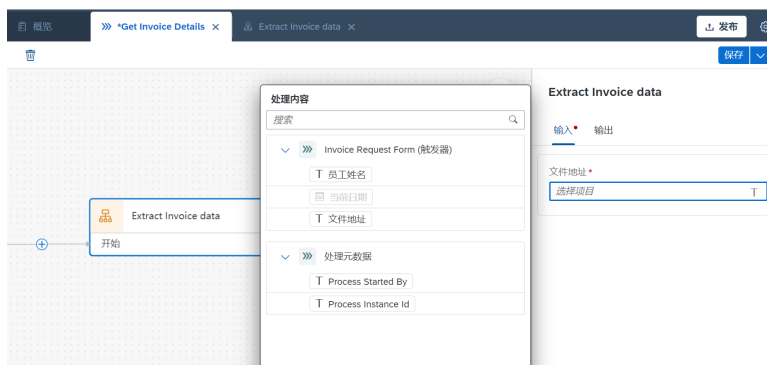 概览
*Get Invoice Details
Extract Invoice data
发布
保存
处理内容
搜索
Invoice Request Form (触发器)
T 员工姓名
当前日期
T 文件地址
处理元数据
T Process Started By
T Process Instance Id
Extract Invoice data
开始
Extract Invoice data
输入
输出
文件地址*
选择项目 T